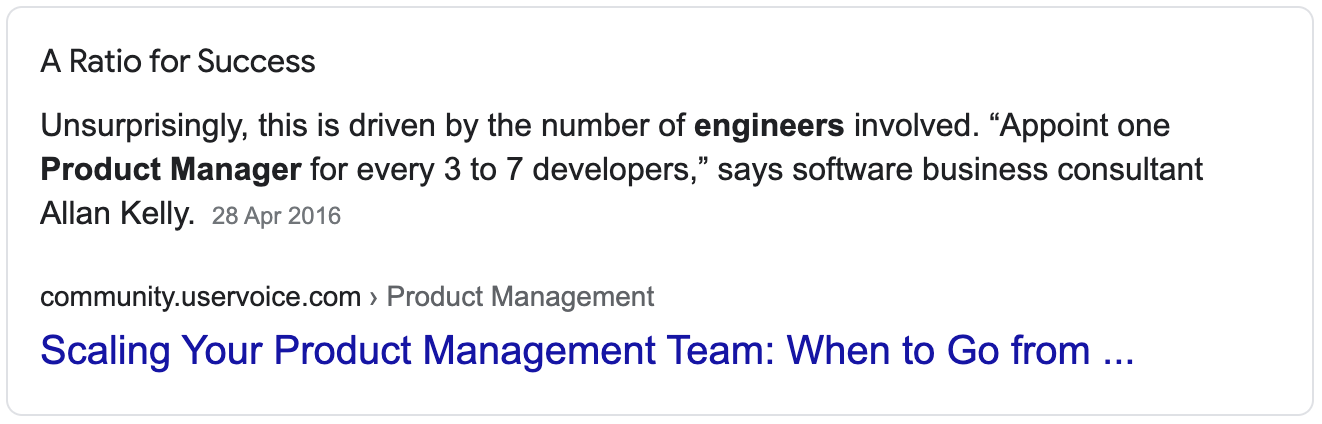 A Ratio for Success
Unsurprisingly, this is driven by the number of engineers involved. “Appoint one
Product Manager for every 3 to 7 developers,” says software business consultant
Allan Kelly. 28 Apr 2016
community.uservoice.com › Product Management
Scaling Your Product Management Team: When to Go from ...